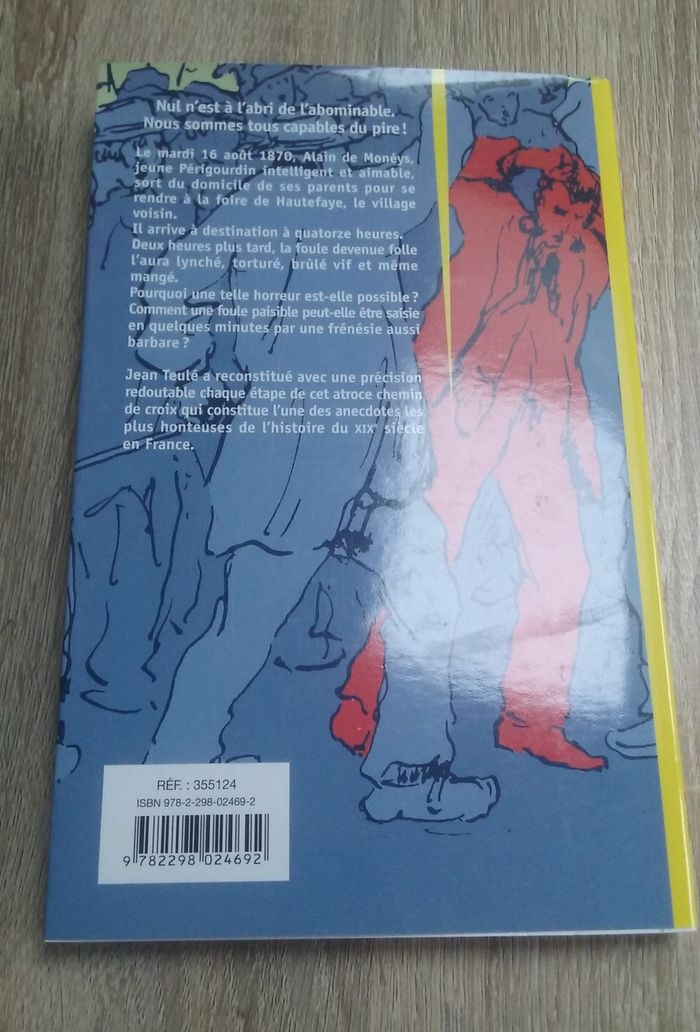 Nul n'est à l'abri de l'abominable.
Nous sommes tous capables du pire !
Le mardi 16 août 1870, Alain de Monéys,
jeune Périgourdin intelligent et aimable,
sort du domicile de ses parents pour se
rendre à la foire de Hautefaye, le village
voisin.
Il arrive à destination à quatorze heures.
Deux heures plus tard, la foule devenue folle
l'aura lynché, torturé, brûlé vif et même
mangé.
Pourquoi une telle horreur est-elle possible ?
Comment une foule paisible peut-elle être saisie
en quelques minutes par une frénésie aussi
barbare ?
Jean Teulé a reconstitué avec une précision
redoutable chaque étape de cet atroce chemin
de croix qui constitue l'une des anecdotes les
plus honteuses de l'histoire du XIXe siècle
en France.
RÉF. : 355124
ISBN 978-2-298-02469-2
9 782298 024692